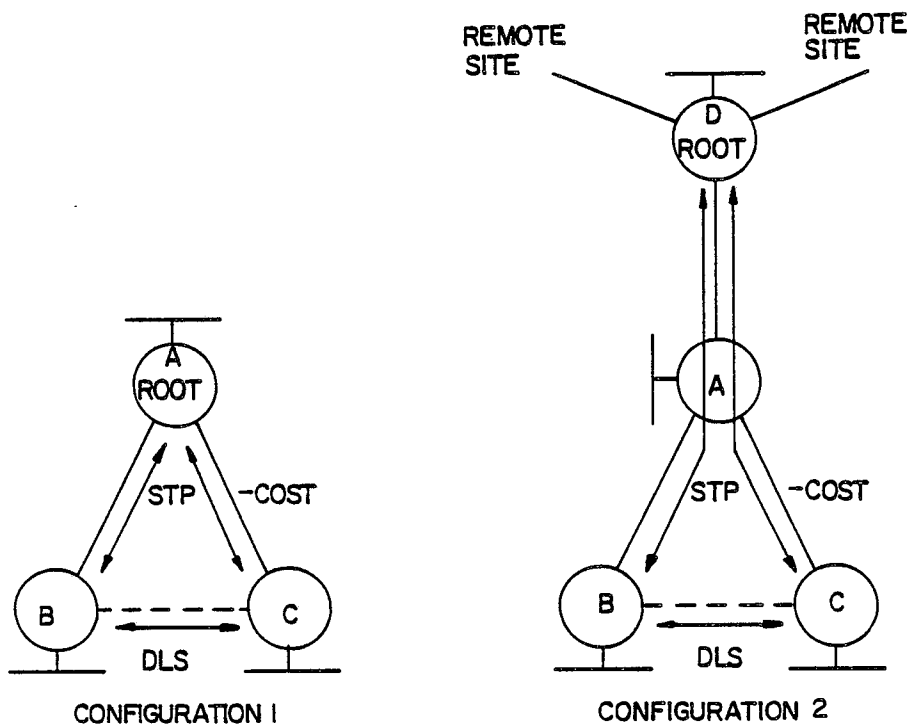 REMOTE
SITE
REMOTE
SITE
D
ROOT
A
ROOT
STP
-COST
B
C
DLS
CONFIGURATION 1
A
STP
-COST
B
C
DLS
CONFIGURATION 2